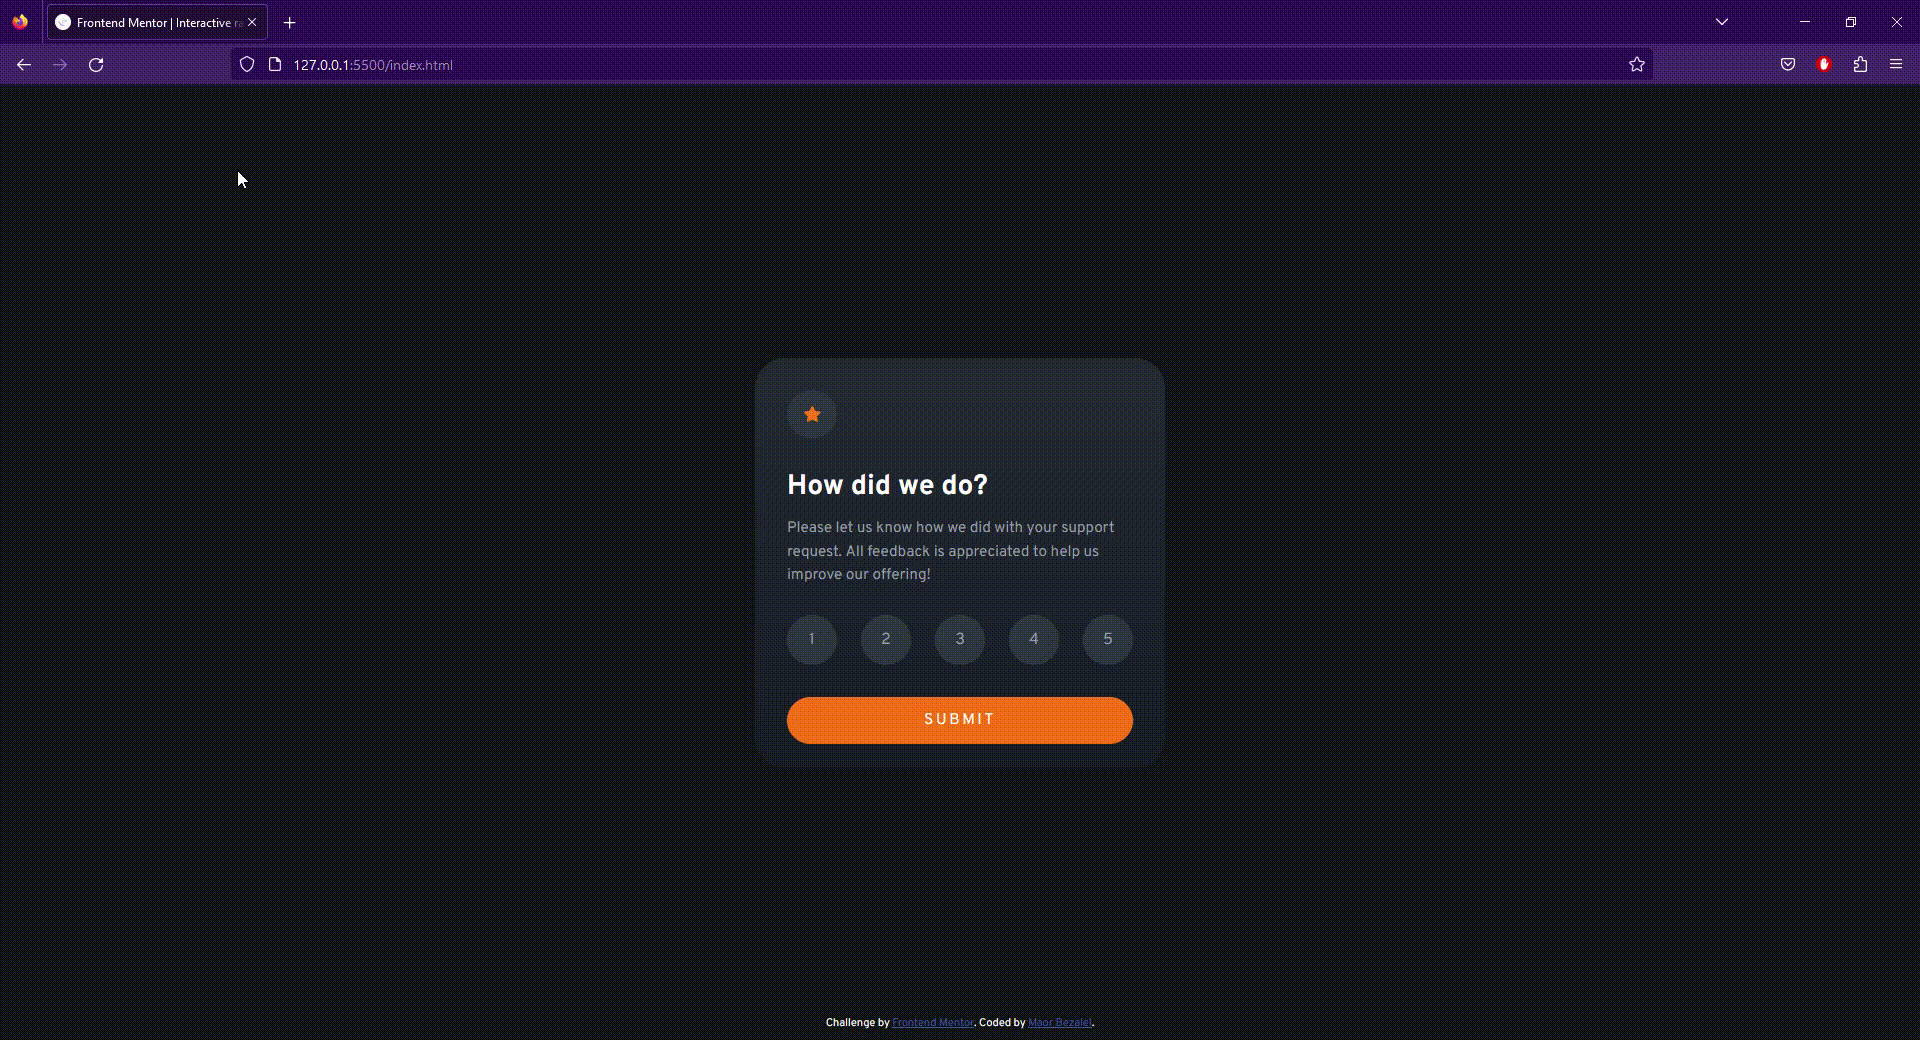 Frontend Mentor | Interactive ra
127.0.0.1:5500/index.html
How did we do?
Please let us know how we did with your support
request. All feedback is appreciated to help us
improve our offering!
1 2 3 4 5
SUBMIT
Challenge by Frontend Mentor. Coded by Maor Bezalel.